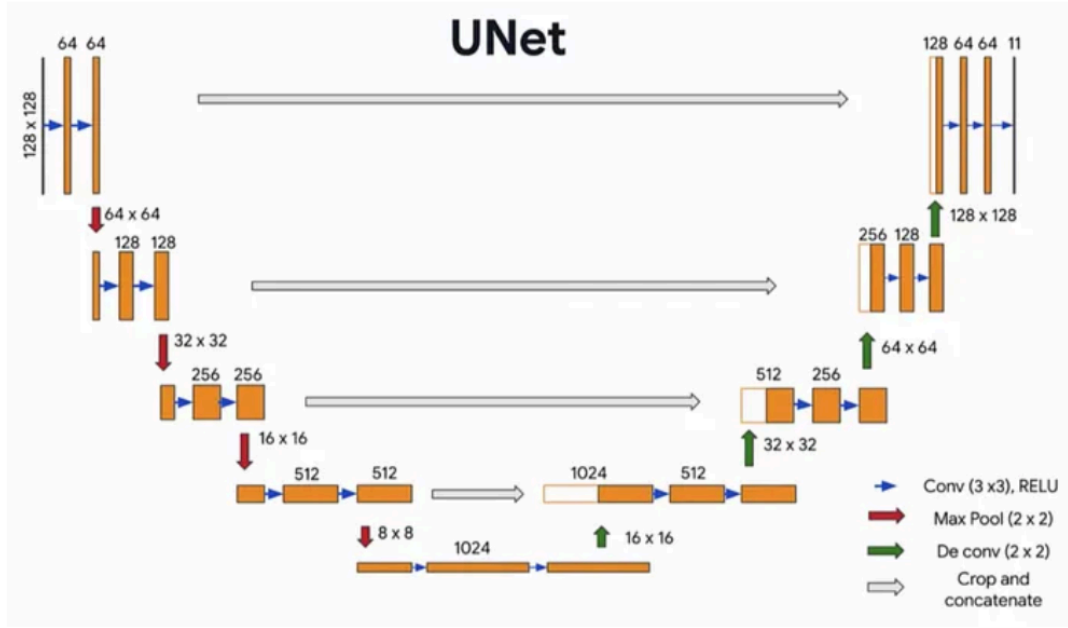 UNet
64 64
128 x 128
128 64 64 11
64 x 64
128 x 128
128 128
256 128
32 x 32
64 x 64
256 256
512 256
16 x 16
32 x 32
512 512
1024 512
8 x 8
16 x 16
1024
Conv (3 x3), RELU
Max Pool (2 x 2)
De conv (2 x 2)
Crop and
concatenate